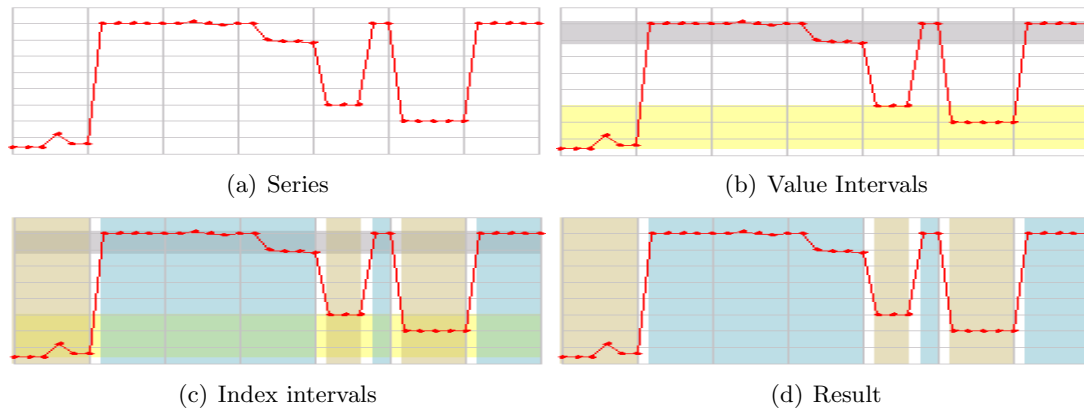 (a) Series
(b) Value Intervals
(c) Index intervals
(d) Result